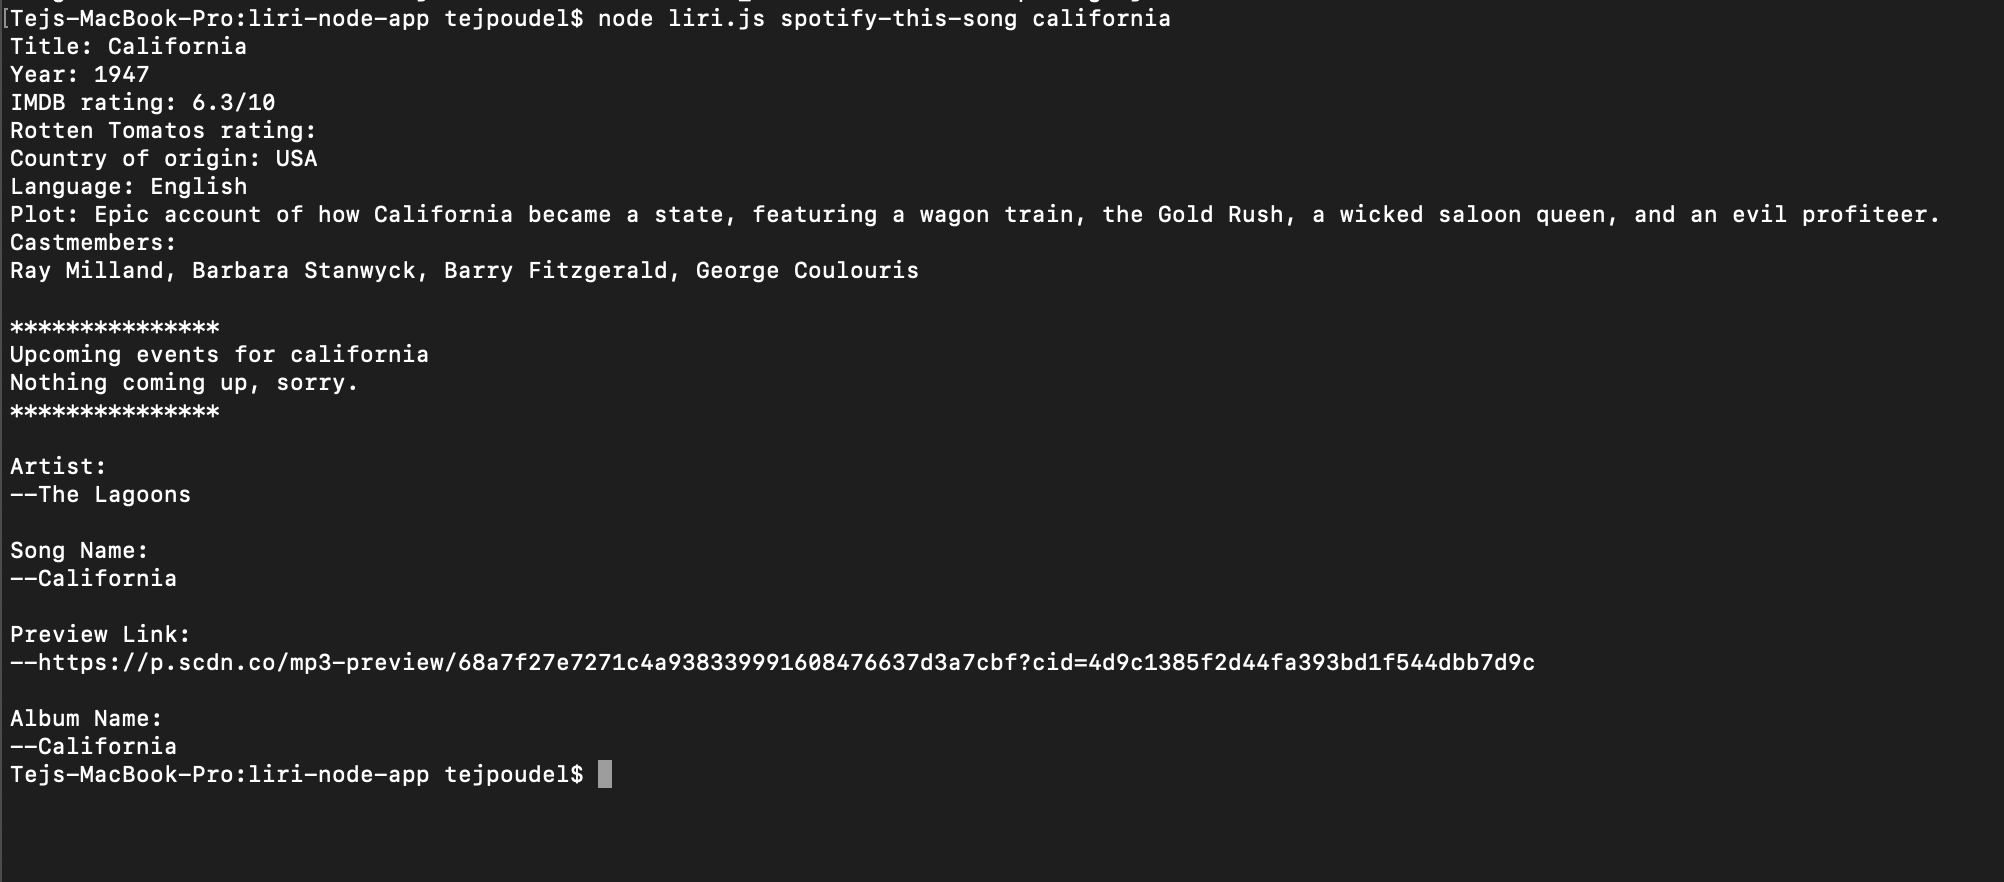 [Tejs-MacBook-Pro:liri-node-app tejpoudel$ node liri.js spotify-this-song california
Title: California
Year: 1947
IMDB rating: 6.3/10
Rotten Tomatos rating:
Country of origin: USA
Language: English
Plot: Epic account of how California became a state, featuring a wagon train, the Gold Rush, a wicked saloon queen, and an evil profiteer.
Castmembers:
Ray Milland, Barbara Stanwyck, Barry Fitzgerald, George Coulouris
***************
Upcoming events for california
Nothing coming up, sorry.
***************
Artist:
--The Lagoons
Song Name:
--California
Preview Link:
--https://p.scdn.co/mp3-preview/68a7f27e7271c4a938339991608476637d3a7cbf?cid=4d9c1385f2d44fa393bd1f544dbb7d9c
Album Name:
--California
Tejs-MacBook-Pro:liri-node-app tejpoudel$